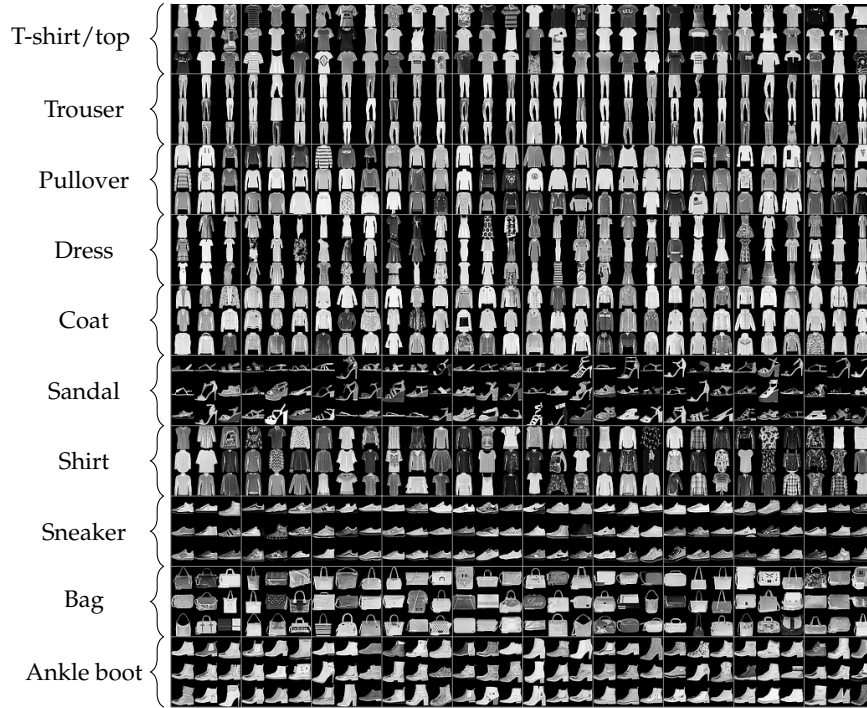 T-shirt/top
Trouser
Pullover
Dress
Coat
Sandal
Shirt
Sneaker
Bag
Ankle boot